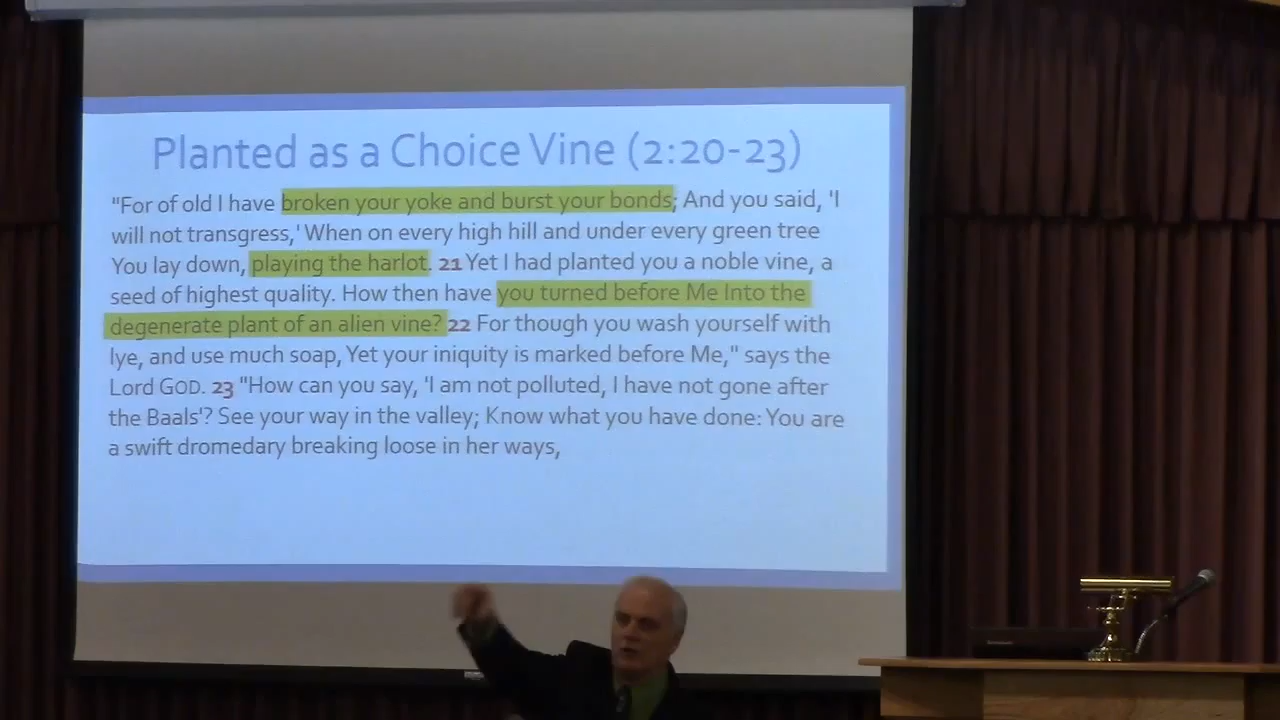 Planted as a Choice Vine (2:20-23)
"For of old I have broken your yoke and burst your bonds; And you said, 'I
will not transgress,' When on every high hill and under every green tree
You lay down, playing the harlot. 21 Yet I had planted you a noble vine, a
seed of highest quality. How then have you turned before Me Into the
degenerate plant of an alien vine? 22 For though you wash yourself with
lye, and use much soap, Yet your iniquity is marked before Me," says the
Lord GOD. 23 "How can you say, 'I am not polluted, I have not gone after
the Baals'? See your way in the valley; Know what you have done: You are
a swift dromedary breaking loose in her ways,